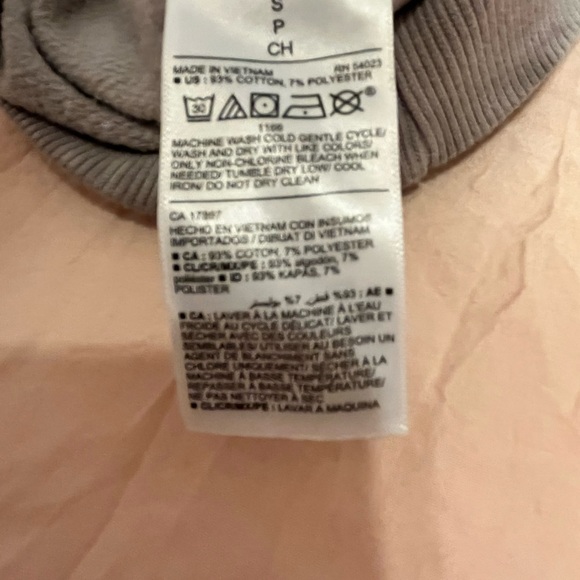 S
P
CH
MADE IN VIETNAM RN 54023
■ US : 93% COTTON, 7% POLYESTER
30
1166
MACHINE WASH COLD GENTLE CYCLE/
WASH AND DRY WITH LIKE COLORS/
ONLY NON-CHLORINE BLEACH WHEN
NEEDED/ TUMBLE DRY LOW/ COOL
IRON/ DO NOT DRY CLEAN
CA 17897
HECHO EN VIETNAM CON INSUMOS
IMPORTADOS / DIBUAT DI VIETNAM
■ CA : 93% COTON, 7% POLYESTER
■ CL/CR/MX/PE : 93% algodón, 7%
poliéster ■ ID : 93% KAPAS, 7%
POLISTER
■ AE : %93 قطن، %7 بوليستر
■ CA : LAVER À LA MACHINE À L'EAU
FROIDE AU CYCLE DÉLICAT/ LAVER ET
SÉCHER AVEC DES COULEURS
SEMBLABLES/ UTILISER AU BESOIN UN
AGENT DE BLANCHIMENT SANS
CHLORE UNIQUEMENT/ SÉCHER À LA
MACHINE À BASSE TEMPÉRATURE/
REPASSER À BASSE TEMPÉRATURE/
NE PAS NETTOYER À SEC
■ CL/CR/MX/PE : LAVAR A MAQUINA